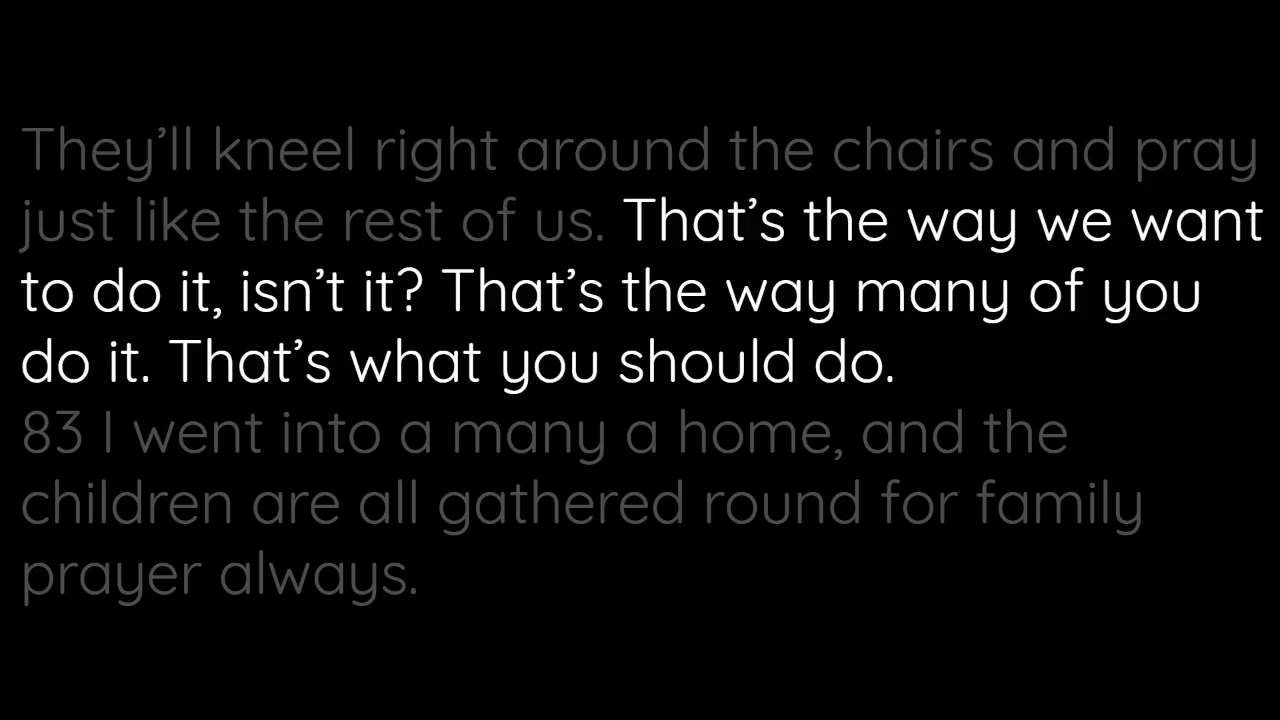 They’ll kneel right around the chairs and pray
just like the rest of us. That’s the way we want
to do it, isn’t it? That’s the way many of you
do it. That’s what you should do.
83 I went into a many a home, and the
children are all gathered round for family
prayer always.